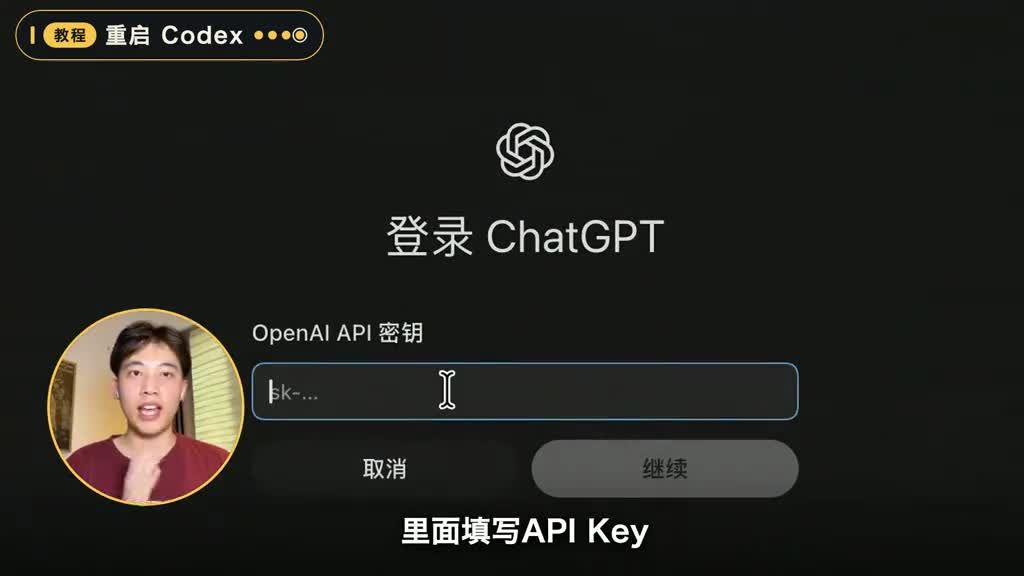 教程 重启 Codex
登录 ChatGPT
OpenAI API 密钥
sk-...
取消
继续
里面填写API Key